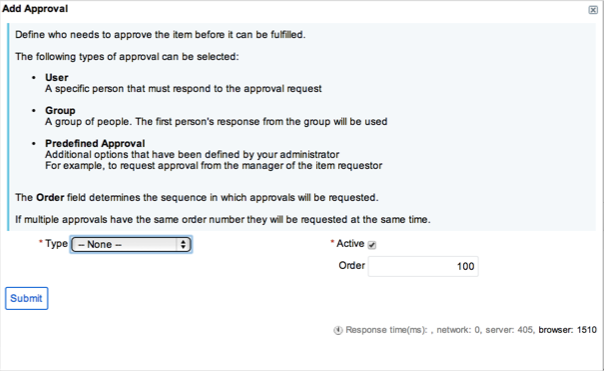 Add Approval
Define who needs to approve the item before it can be fulfilled.
The following types of approval can be selected:
• User
A specific person that must respond to the approval request
• Group
A group of people. The first person's response from the group will be used
• Predefined Approval
Additional options that have been defined by your administrator
For example, to request approval from the manager of the item requestor
The Order field determines the sequence in which approvals will be requested.
If multiple approvals have the same order number they will be requested at the same time.
* Type -- None -- * Active
Order 100
Submit
Response time(ms): , network: 0, server: 405, browser: 1510